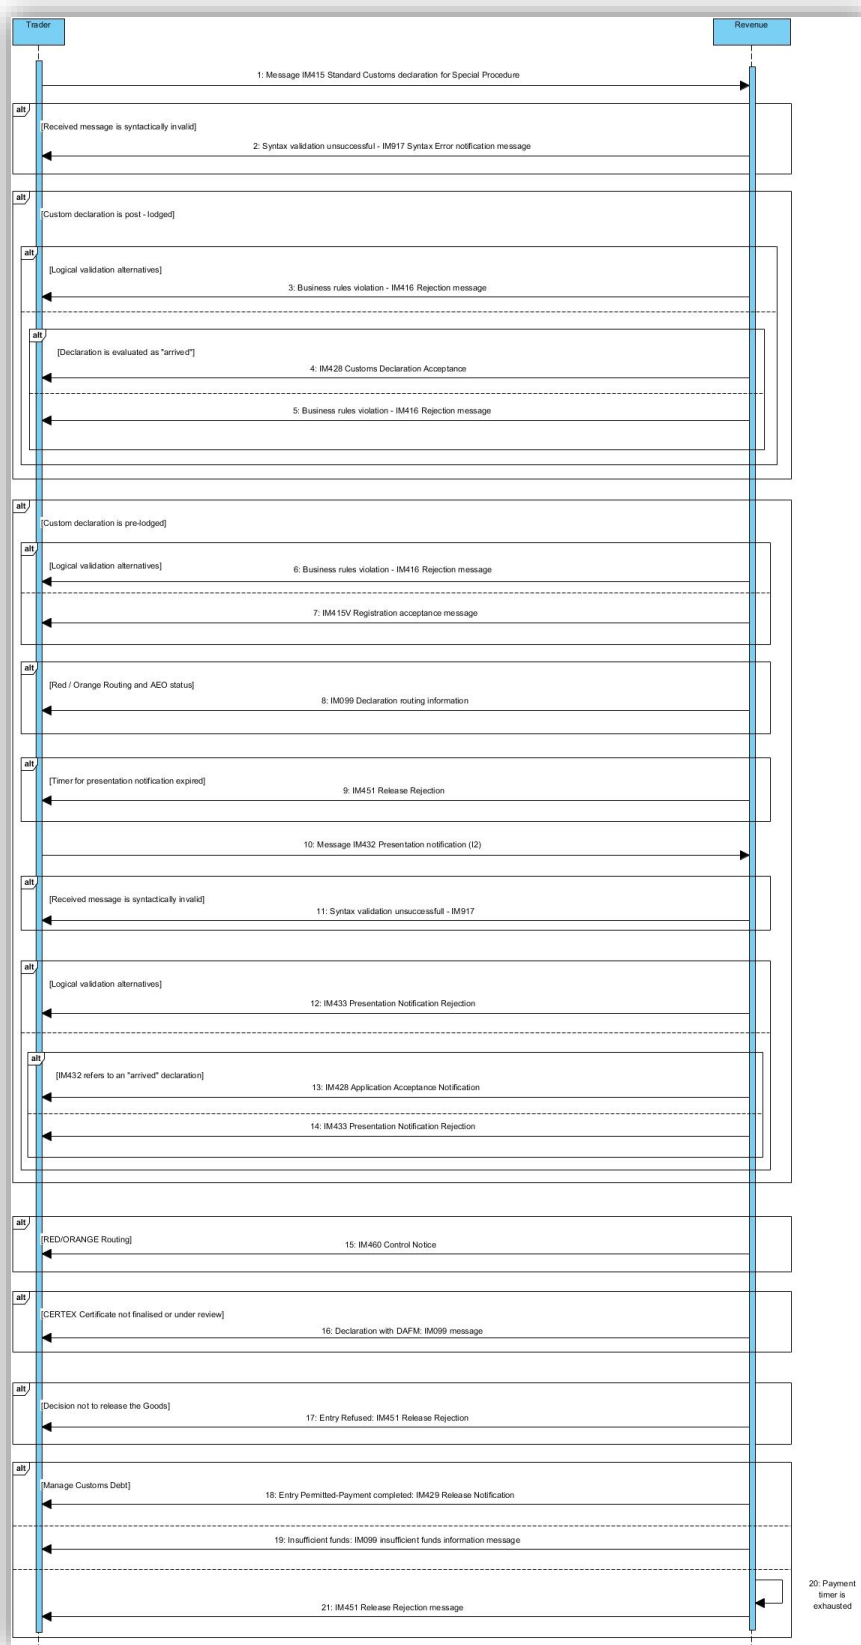 Trader
Revenue
1: Message IM415 Standard Customs declaration for Special Procedure
alt
[Received message is syntactically invalid]
2: Syntax validation unsuccessful - IM917 Syntax Error notification message
alt
[Custom declaration is post - lodged]
alt
[Logical validation alternatives]
3: Business rules violation - IM416 Rejection message
alt
[Declaration is evaluated as "arrived"]
4: IM428 Customs Declaration Acceptance
5: Business rules violation - IM416 Rejection message
alt
[Custom declaration is pre-lodged]
alt
[Logical validation alternatives]
6: Business rules violation - IM416 Rejection message
7: IM415V Registration acceptance message
alt
[Red / Orange Routing and AEO status]
8: IM099 Declaration routing information
alt
[Timer for presentation notification expired]
9: IM451 Release Rejection
10: Message IM432 Presentation notification (I2)
alt
[Received message is syntactically invalid]
11: Syntax validation unsuccessfull - IM917
alt
[Logical validation alternatives]
12: IM433 Presentation Notification Rejection
alt
[IM432 refers to an "arrived" declaration]
13: IM428 Application Acceptance Notification
14: IM433 Presentation Notification Rejection
alt
[RED/ORANGE Routing]
15: IM460 Control Notice
alt
[CERTEX Certificate not finalised or under review]
16: Declaration with DAFM: IM099 message
alt
[Decision not to release the Goods]
17: Entry Refused: IM451 Release Rejection
alt
[Manage Customs Debt]
18: Entry Permitted-Payment completed: IM429 Release Notification
19: Insufficient funds: IM099 insufficient funds information message
20: Payment
timer is
exhausted
21: IM451 Release Rejection message